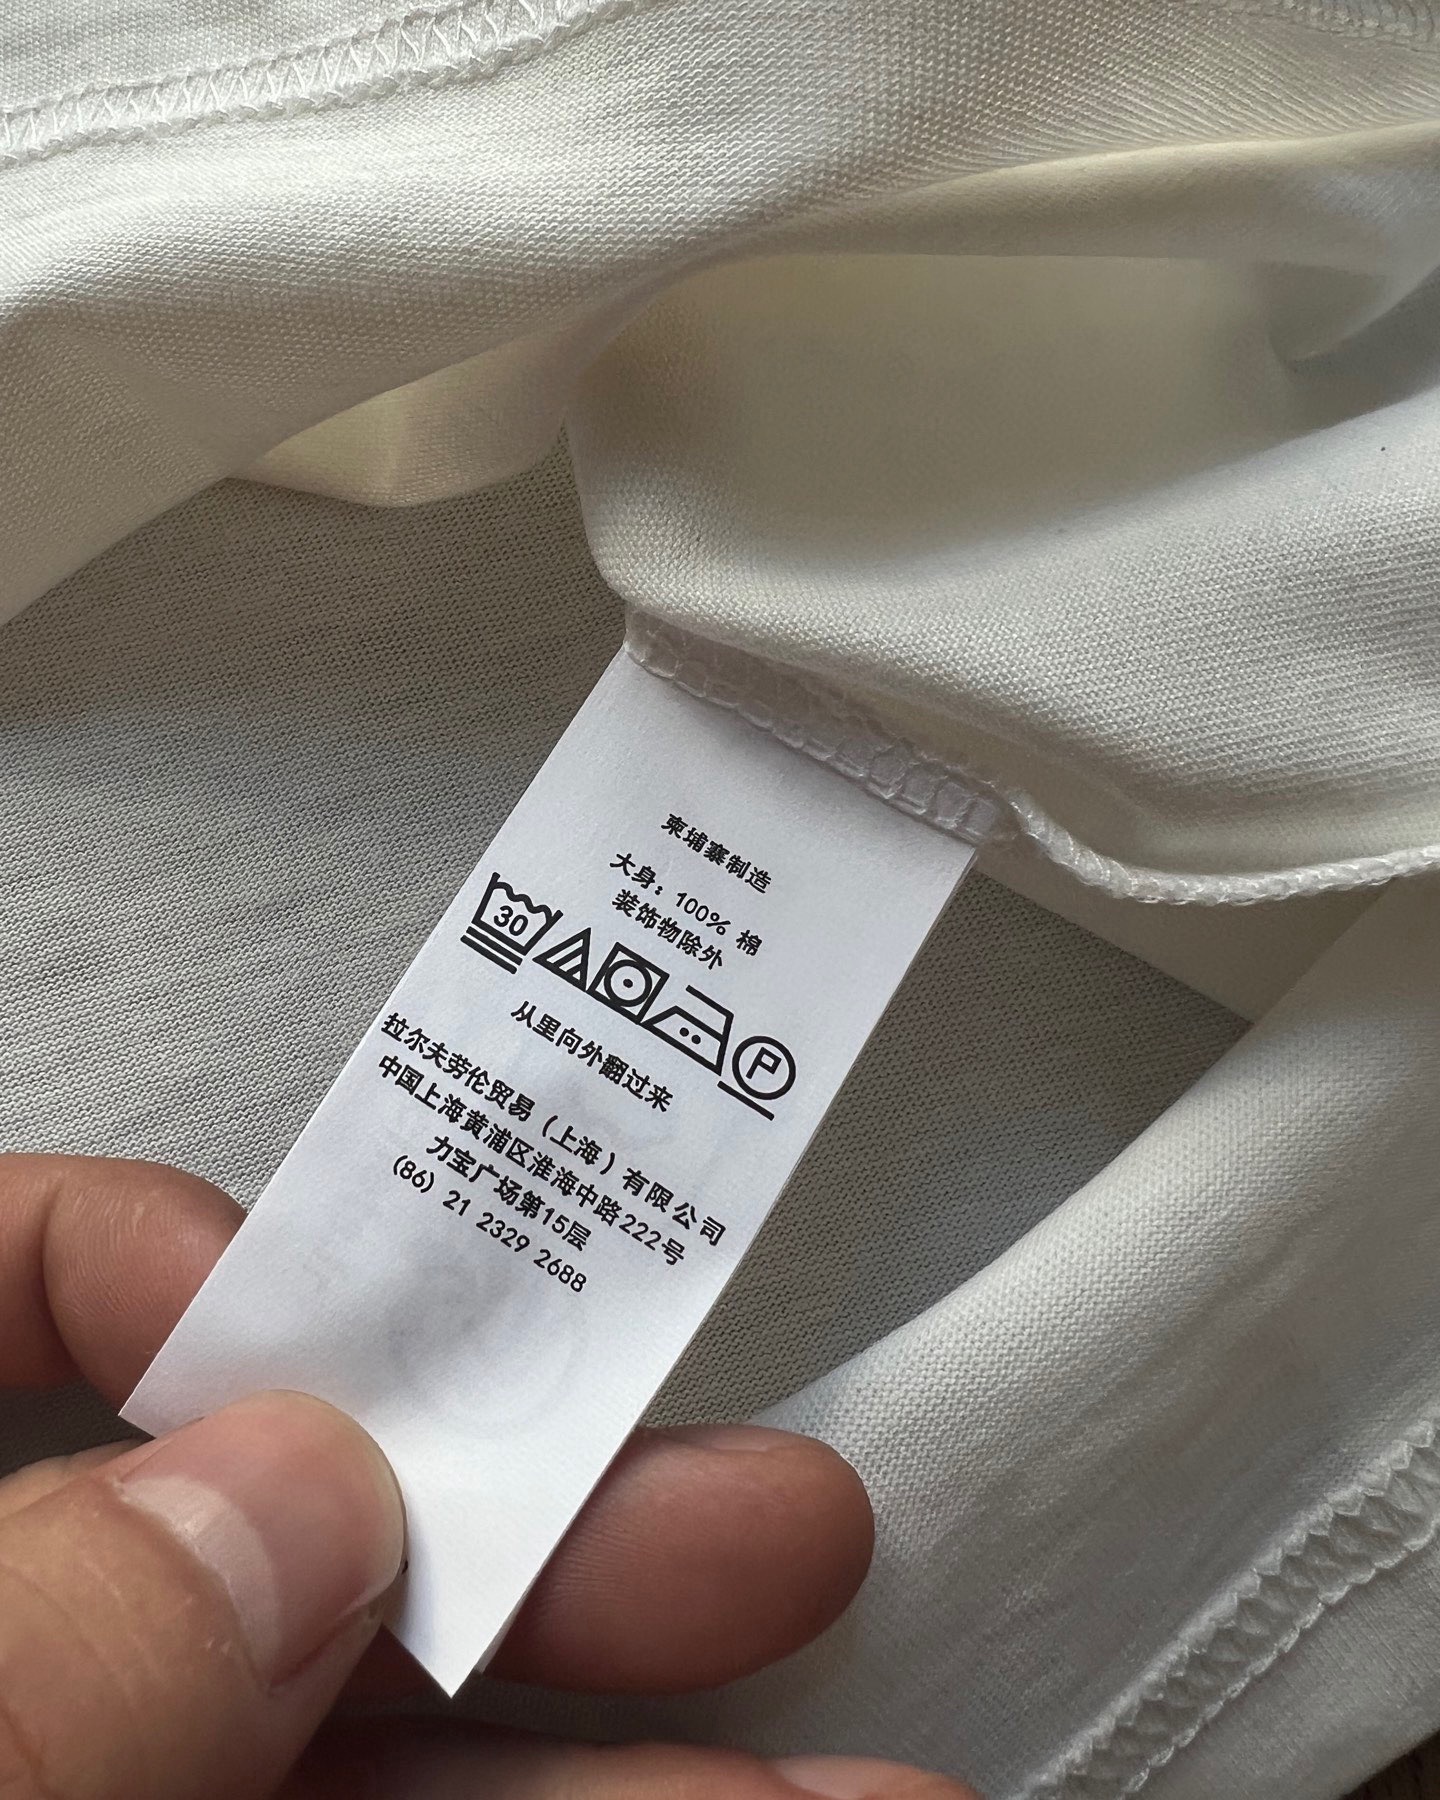 柬埔寨制造
大身: 100% 棉
装饰物除外
30
P
从里向外翻过来
拉尔夫劳伦贸易 (上海) 有限公司
中国上海黄浦区淮海中路222号
力宝广场第15层
(86) 21 2329 2688